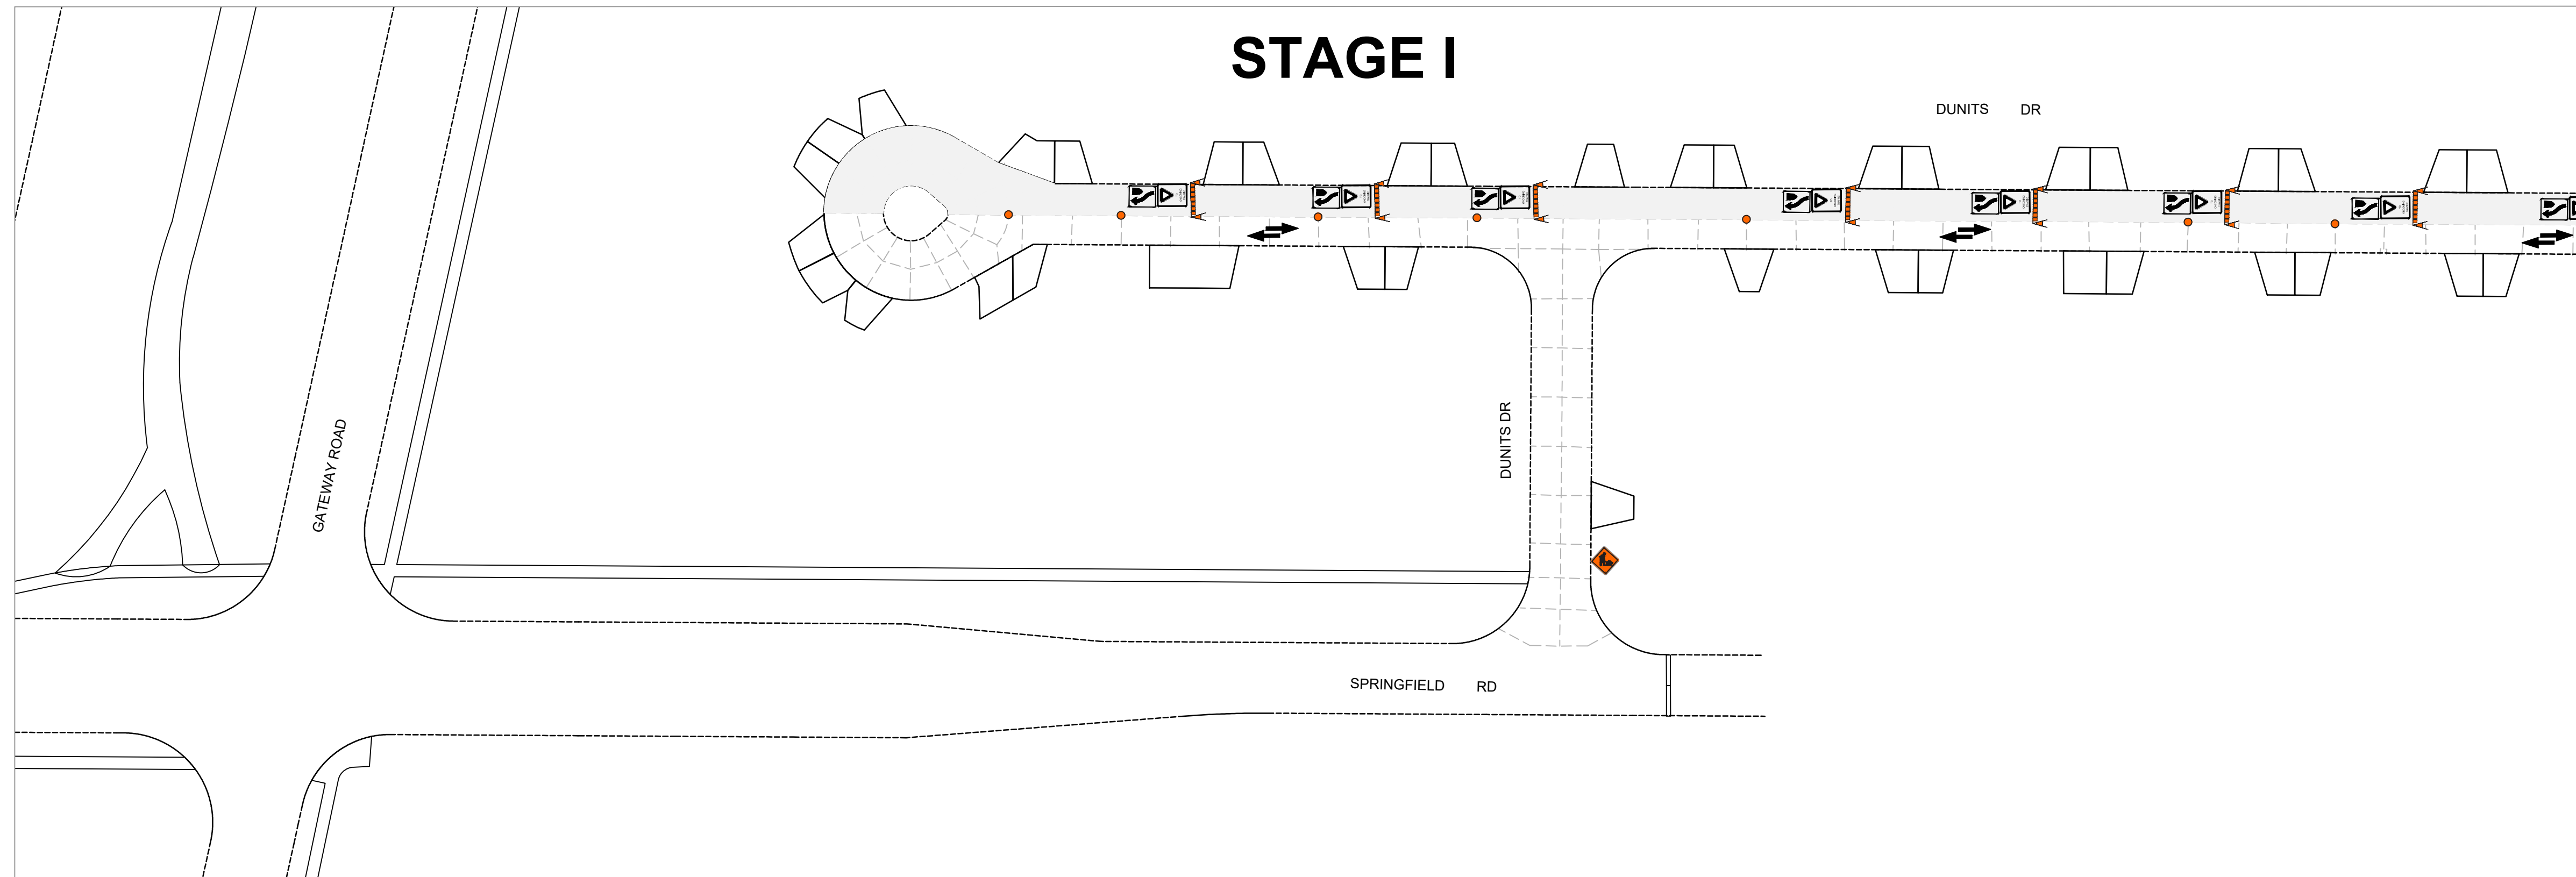 STAGE I
DUNITS DR
DUNITS DR
GATEWAY ROAD
SPRINGFIELD RD